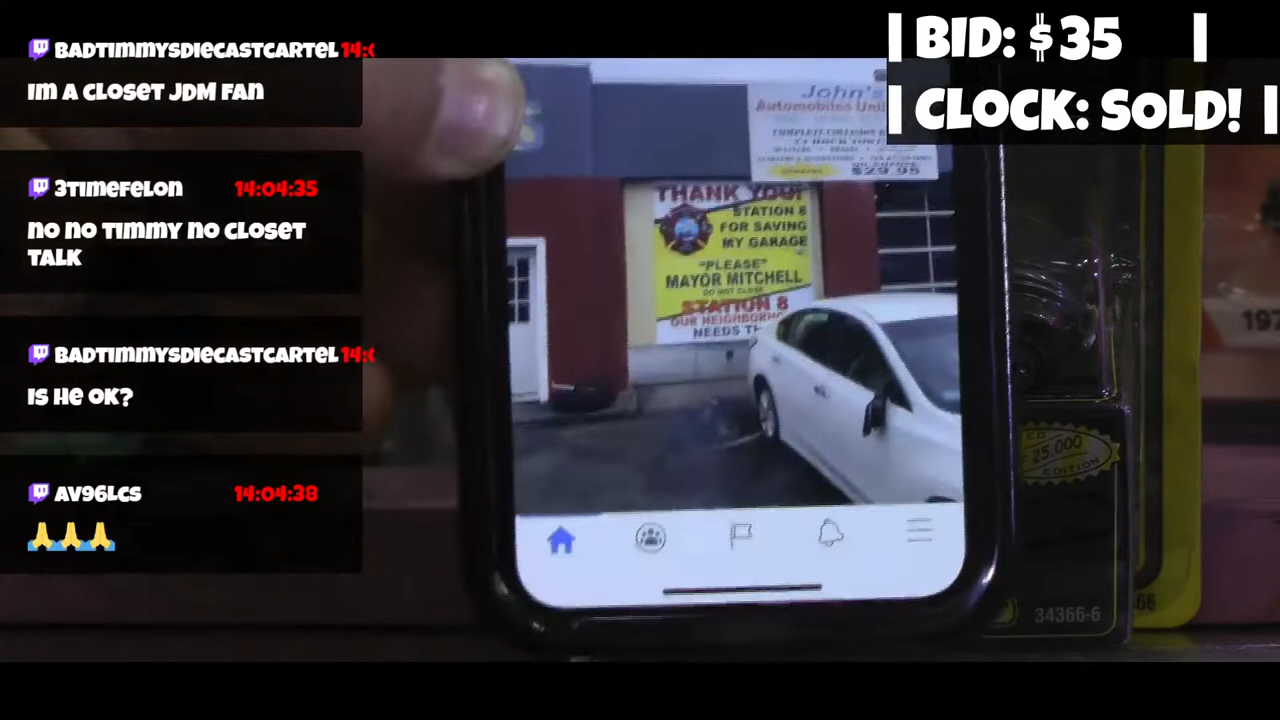 BADTIMMYSDIECASTCARTEL 14:
IM A CLOSET JDM FAN
3TIMEFELON 14:04:35
NO NO TIMMY NO CLOSET
TALK
BADTIMMYSDIECASTCARTEL 14:
IS HE OK?
AV96LCS 14:04:38
🙏🙏🙏
| BID: $35 |
| CLOCK: SOLD! |
John's
Automobiles
$29.95
THANK YOU!
STATION 8
FOR SAVING
MY GARAGE
"PLEASE"
MAYOR MITCHELL
DO NOT CLOSE
STATION 8
OUR
NEEDS
25,000
EDITION
34366-6